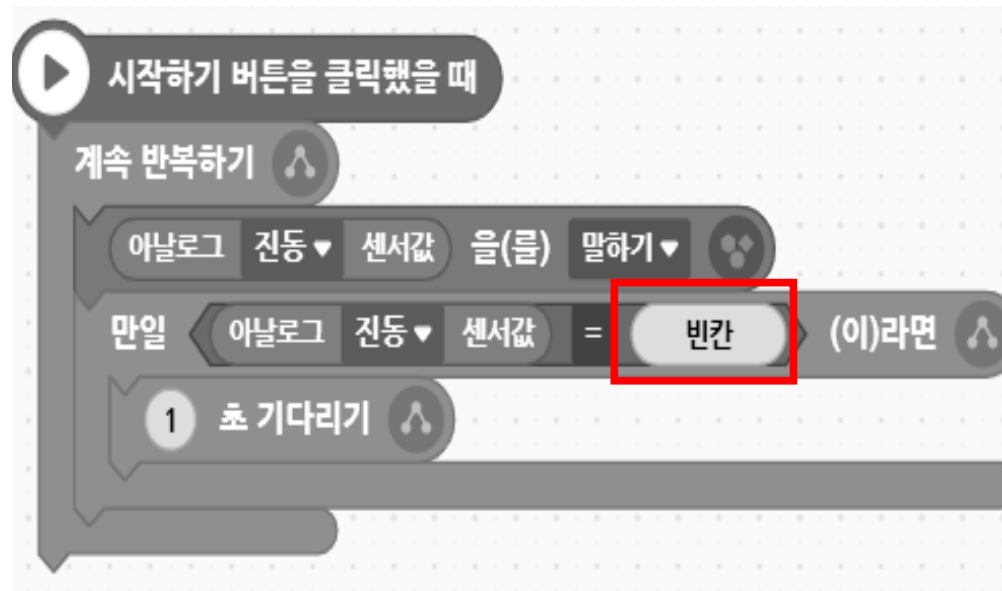 시작하기 버튼을 클릭했을 때
계속 반복하기
아날로그 진동▼ 센서값 을(를) 말하기▼
만일 아날로그 진동▼ 센서값 = 빈칸 (이)라면
1 초 기다리기